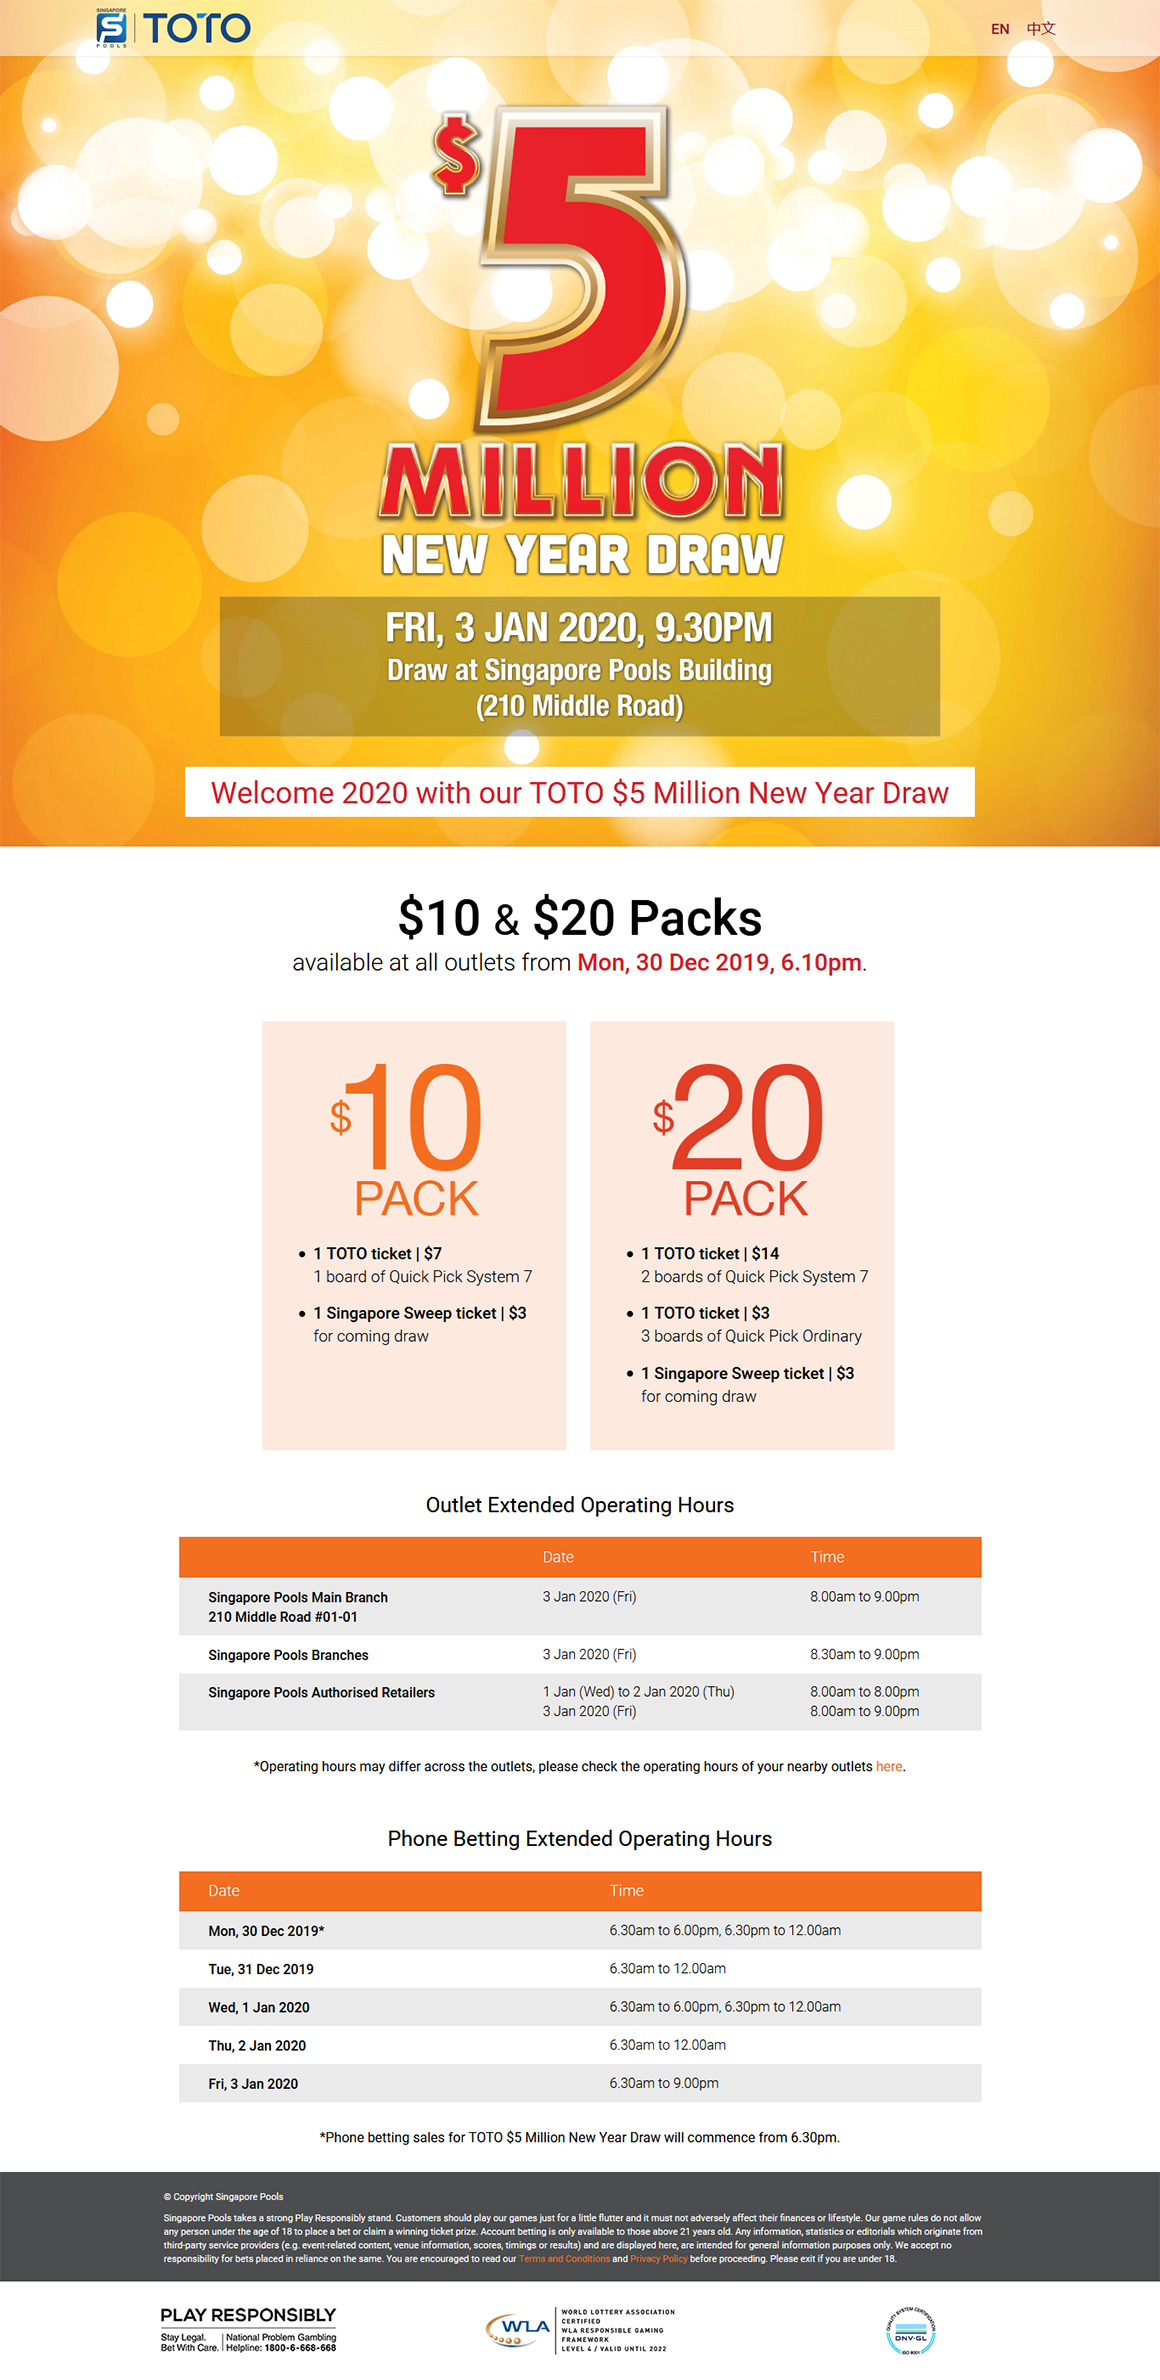 SINGAPORE
POOLS
TOTO
EN 中文
$5
MILLION
NEW YEAR DRAW
FRI, 3 JAN 2020, 9.30PM
Draw at Singapore Pools Building
(210 Middle Road)
Welcome 2020 with our TOTO $5 Million New Year Draw
$10 & $20 Packs
available at all outlets from Mon, 30 Dec 2019, 6.10pm.
$10
PACK
• 1 TOTO ticket | $7
1 board of Quick Pick System 7
• 1 Singapore Sweep ticket | $3
for coming draw
$20
PACK
• 1 TOTO ticket | $14
2 boards of Quick Pick System 7
• 1 TOTO ticket | $3
3 boards of Quick Pick Ordinary
• 1 Singapore Sweep ticket | $3
for coming draw
Outlet Extended Operating Hours
Date Time
Singapore Pools Main Branch 3 Jan 2020 (Fri) 8.00am to 9.00pm
210 Middle Road #01-01
Singapore Pools Branches 3 Jan 2020 (Fri) 8.30am to 9.00pm
Singapore Pools Authorised Retailers 1 Jan (Wed) to 2 Jan 2020 (Thu) 8.00am to 8.00pm
3 Jan 2020 (Fri) 8.00am to 9.00pm
*Operating hours may differ across the outlets, please check the operating hours of your nearby outlets here.
Phone Betting Extended Operating Hours
Date Time
Mon, 30 Dec 2019* 6.30am to 6.00pm, 6.30pm to 12.00am
Tue, 31 Dec 2019 6.30am to 12.00am
Wed, 1 Jan 2020 6.30am to 6.00pm, 6.30pm to 12.00am
Thu, 2 Jan 2020 6.30am to 12.00am
Fri, 3 Jan 2020 6.30am to 9.00pm
*Phone betting sales for TOTO $5 Million New Year Draw will commence from 6.30pm.
© Copyright Singapore Pools
Singapore Pools takes a strong Play Responsibly stand. Customers should play our games just for a little flutter and it must not adversely affect their finances or lifestyle. Our game rules do not allow
any person under the age of 18 to place a bet or claim a winning ticket prize. Account betting is only available to those above 21 years old. Any information, statistics or editorials which originate from
third-party service providers (e.g. event-related content, venue information, scores, timings or results) and are displayed here, are intended for general information purposes only. We accept no
responsibility for bets placed in reliance on the same. You are encouraged to read our Terms and Conditions and Privacy Policy before proceeding. Please exit if you are under 18.
PLAY RESPONSIBLY
Stay Legal. National Problem Gambling
Bet With Care. Helpline: 1800-6-668-668
WLA
WORLD LOTTERY ASSOCIATION
CERTIFIED
WLA RESPONSIBLE GAMING
FRAMEWORK
LEVEL 4 / VALID UNTIL 2022
QUALITY SYSTEM CERTIFICATION
DNV·GL
ISO 9001